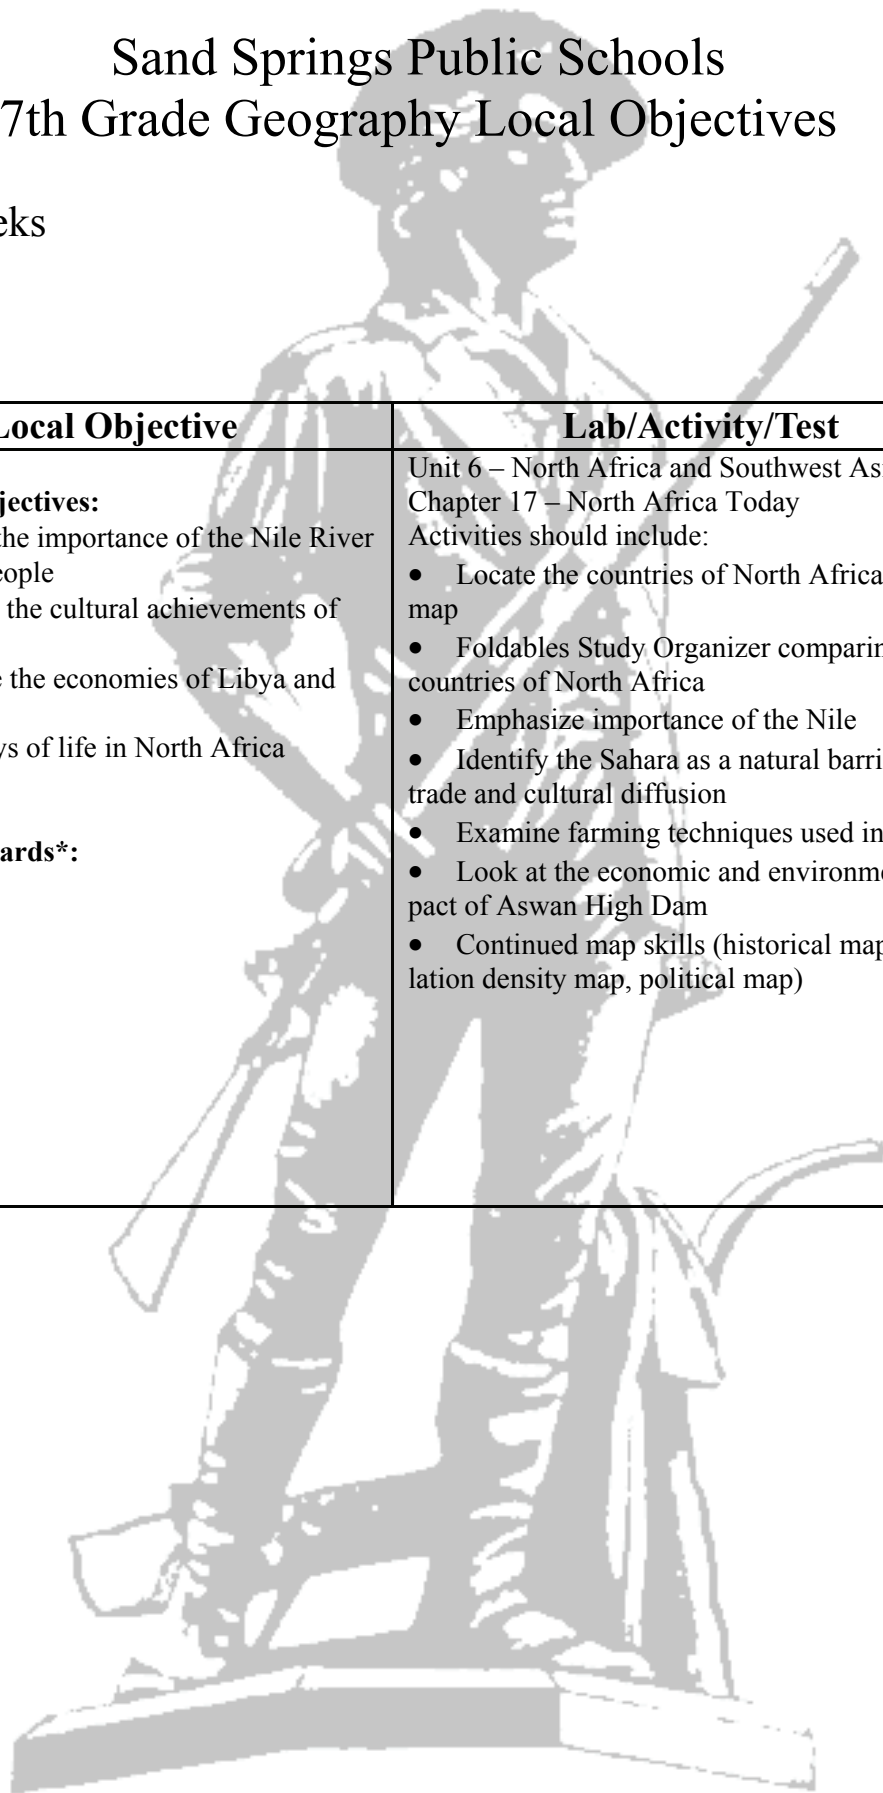 Sand Springs Public Schools
7th Grade Geography Local Objectives
eks
Local Objective
jectives:
the importance of the Nile River
eople
the cultural achievements of
e the economies of Libya and
ys of life in North Africa
ards*:
Lab/Activity/Test
Unit 6 – North Africa and Southwest As
Chapter 17 – North Africa Today
Activities should include:
• Locate the countries of North Africa
map
• Foldables Study Organizer comparin
countries of North Africa
• Emphasize importance of the Nile
• Identify the Sahara as a natural barri
trade and cultural diffusion
• Examine farming techniques used in
• Look at the economic and environme
pact of Aswan High Dam
• Continued map skills (historical map
lation density map, political map)